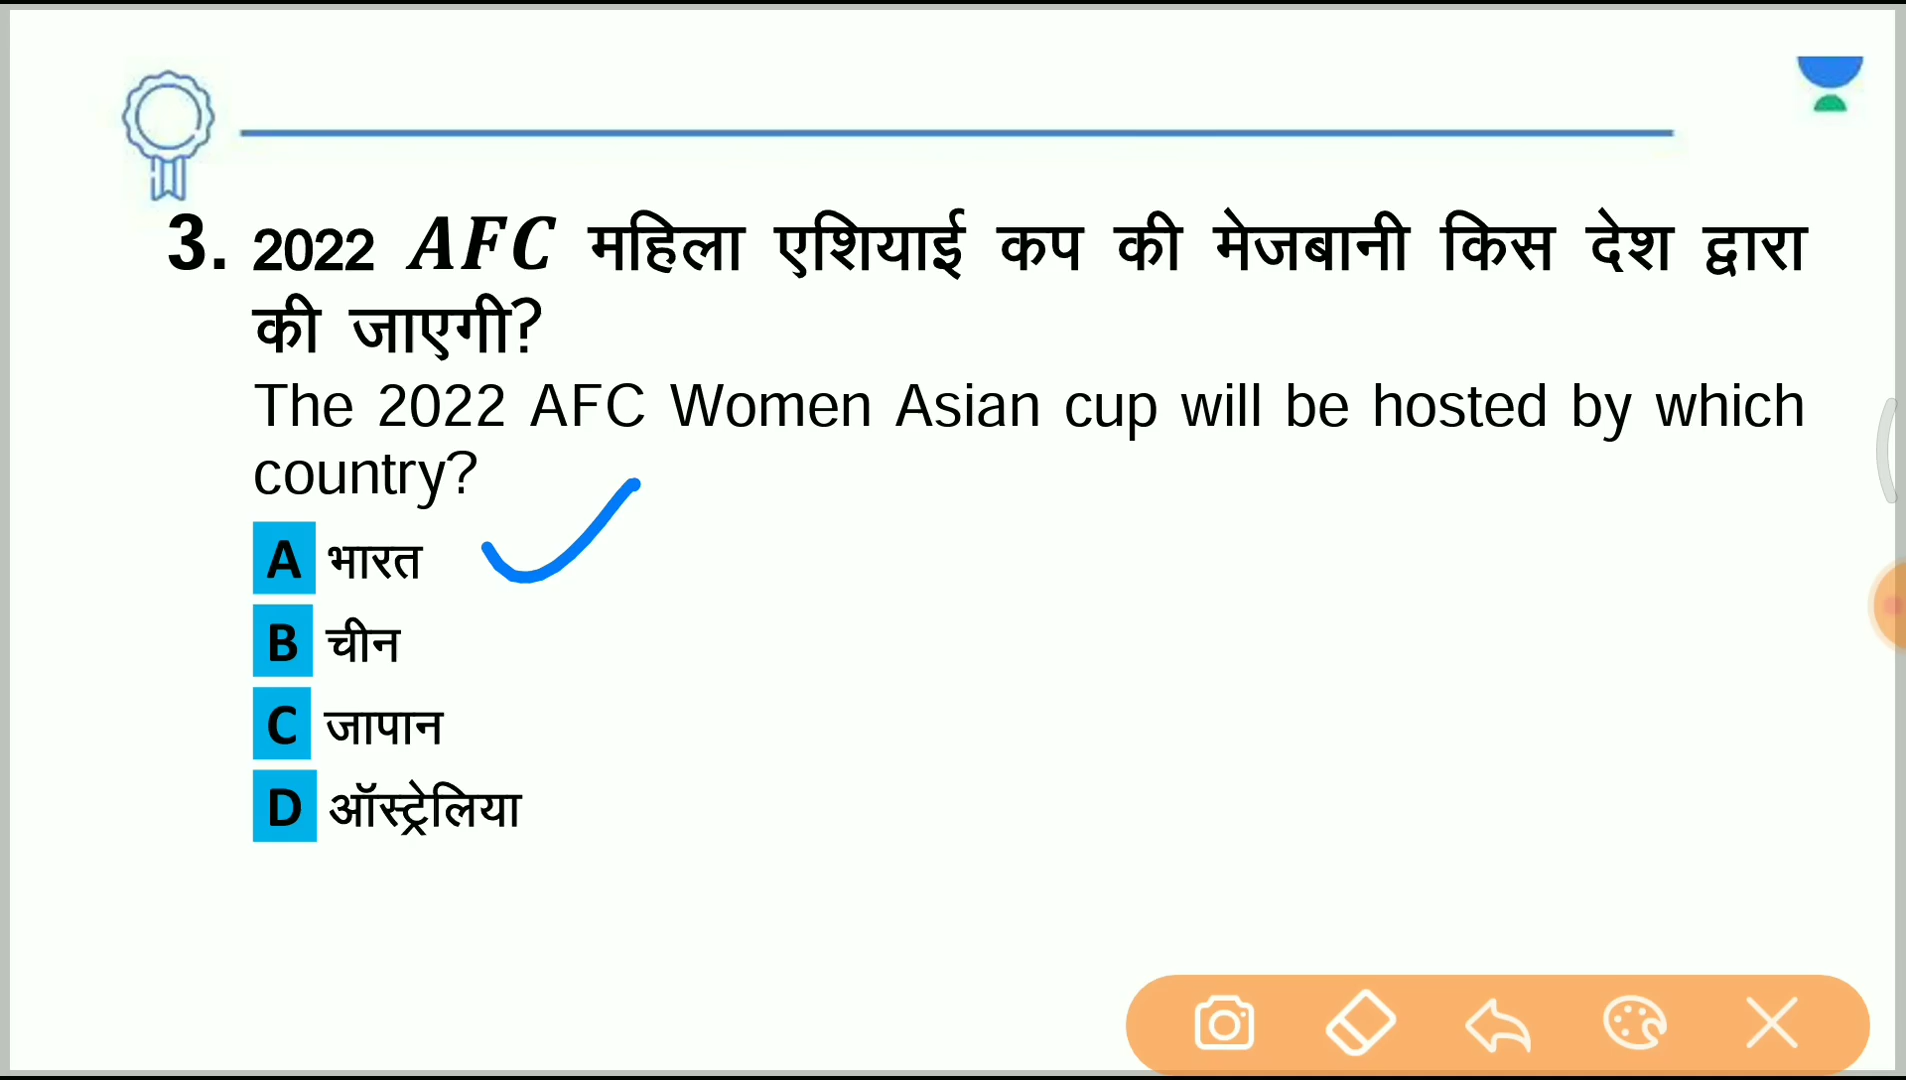 3. 2022 AFC महिला एशियाई कप की मेजबानी किस देश द्वारा
की जाएगी?
The 2022 AFC Women Asian cup will be hosted by which
country?
A भारत
B चीन
C जापान
D ऑस्ट्रेलिया